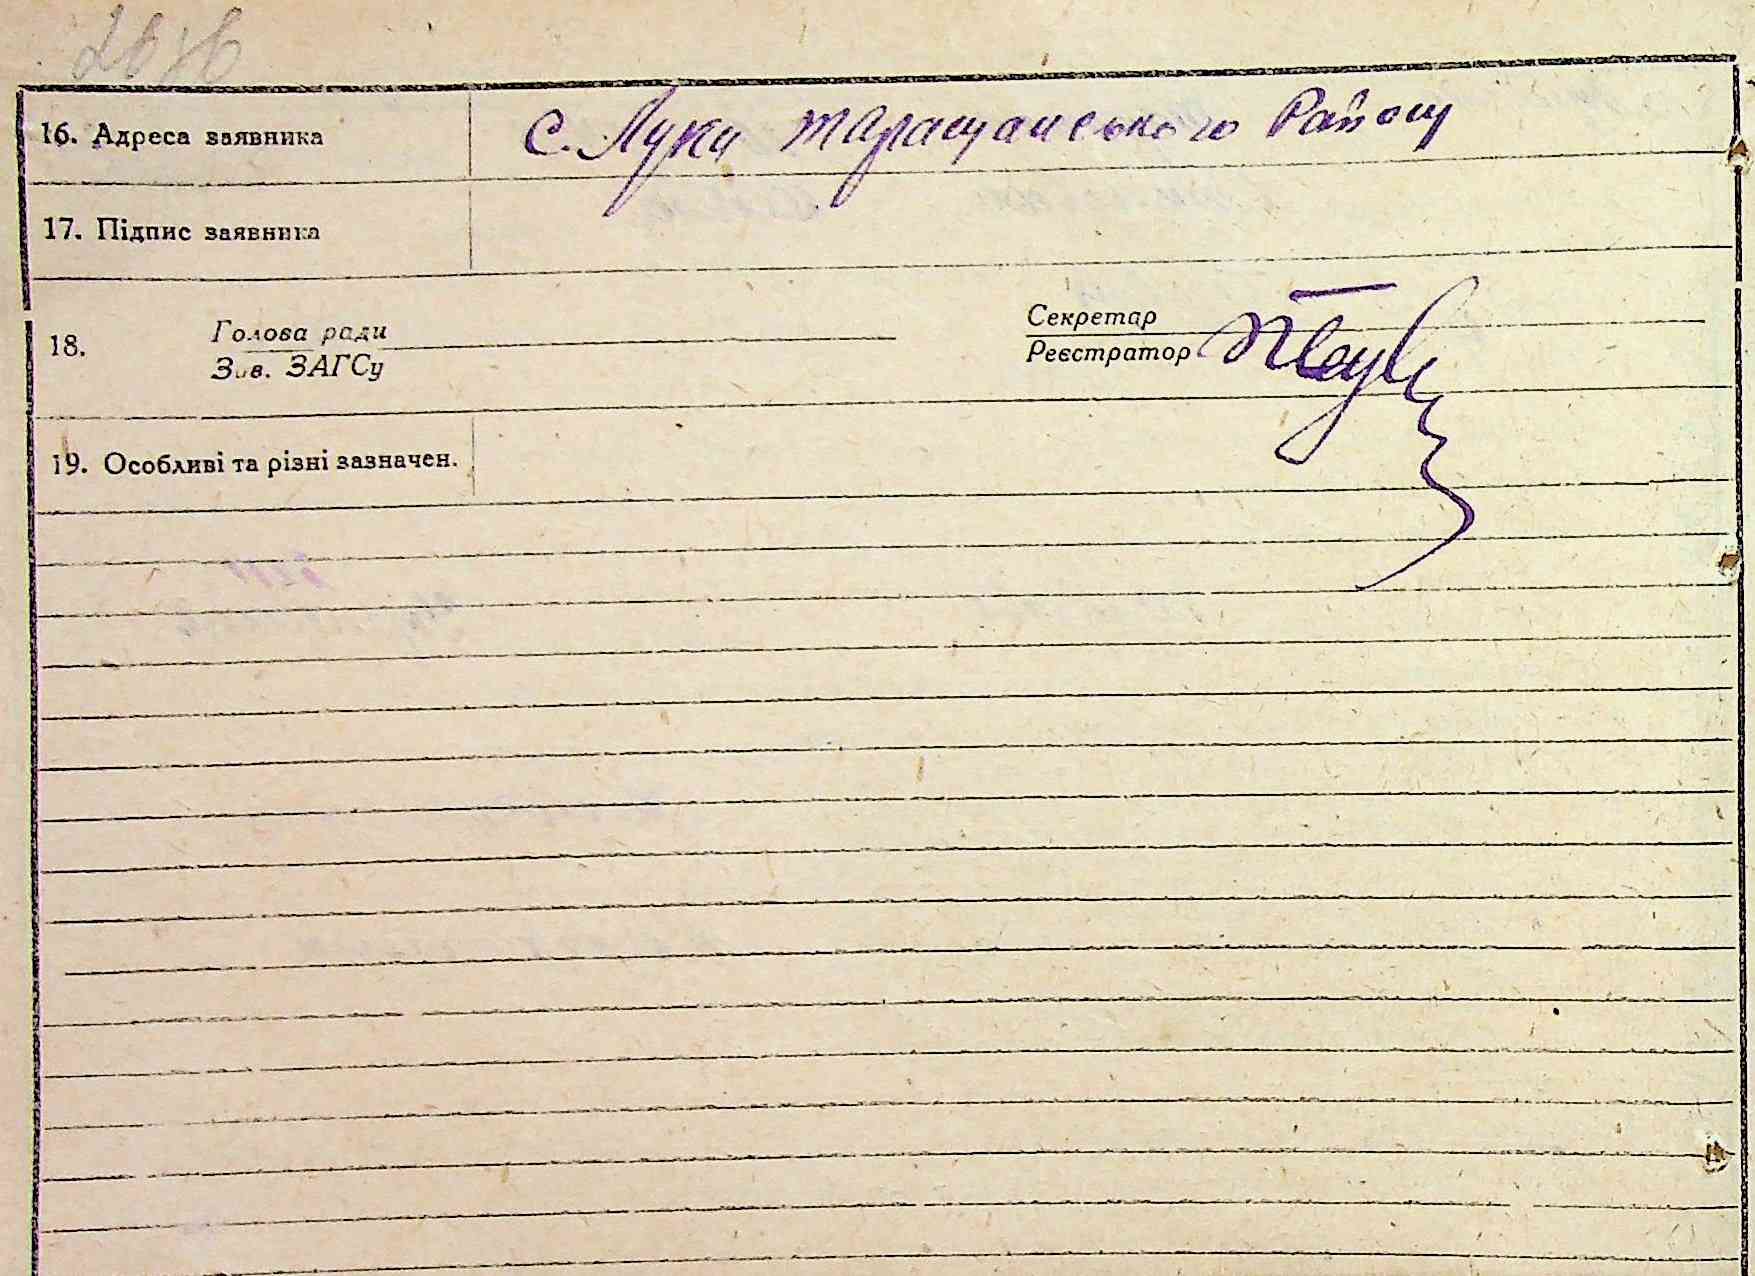 16. Адреса заявника с. Луки Таращанського Району
17. Підпис заявника
18. Голова ради Секретар
Зав. ЗАГСу Реєстратор
19. Особливі та різні зазначен.